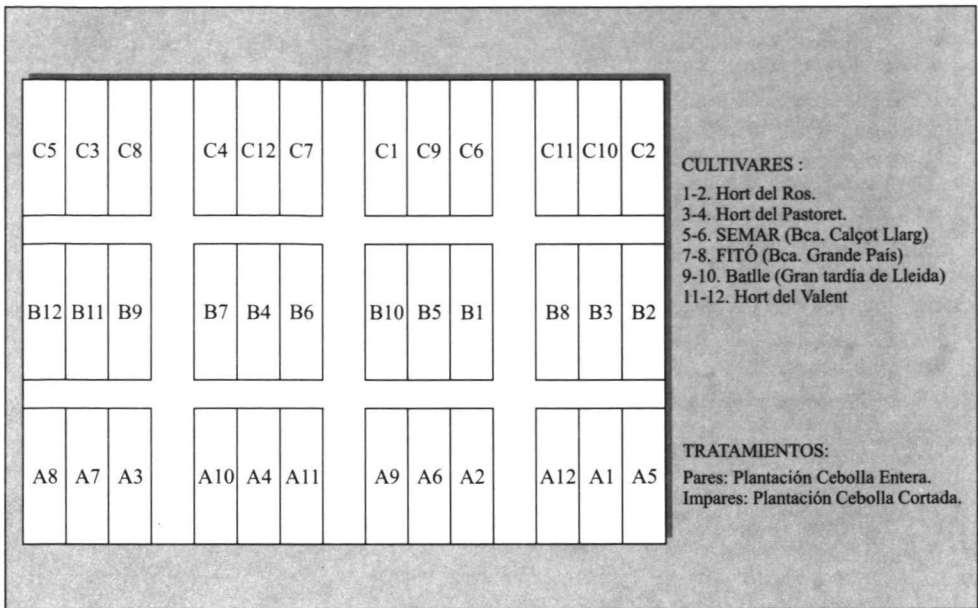 C5 C3 C8 C4 C12 C7 C1 C9 C6 C11 C10 C2
B12 B11 B9 B7 B4 B6 B10 B5 B1 B8 B3 B2
A8 A7 A3 A10 A4 A11 A9 A6 A2 A12 A1 A5
CULTIVARES :
1-2. Hort del Ros.
3-4. Hort del Pastoret.
5-6. SEMAR (Bca. Calçot Llarg)
7-8. FITÓ (Bca. Grande País)
9-10. Batlle (Gran tardía de Lleida)
11-12. Hort del Valent
TRATAMIENTOS:
Pares: Plantación Cebolla Entera.
Impares: Plantación Cebolla Cortada.